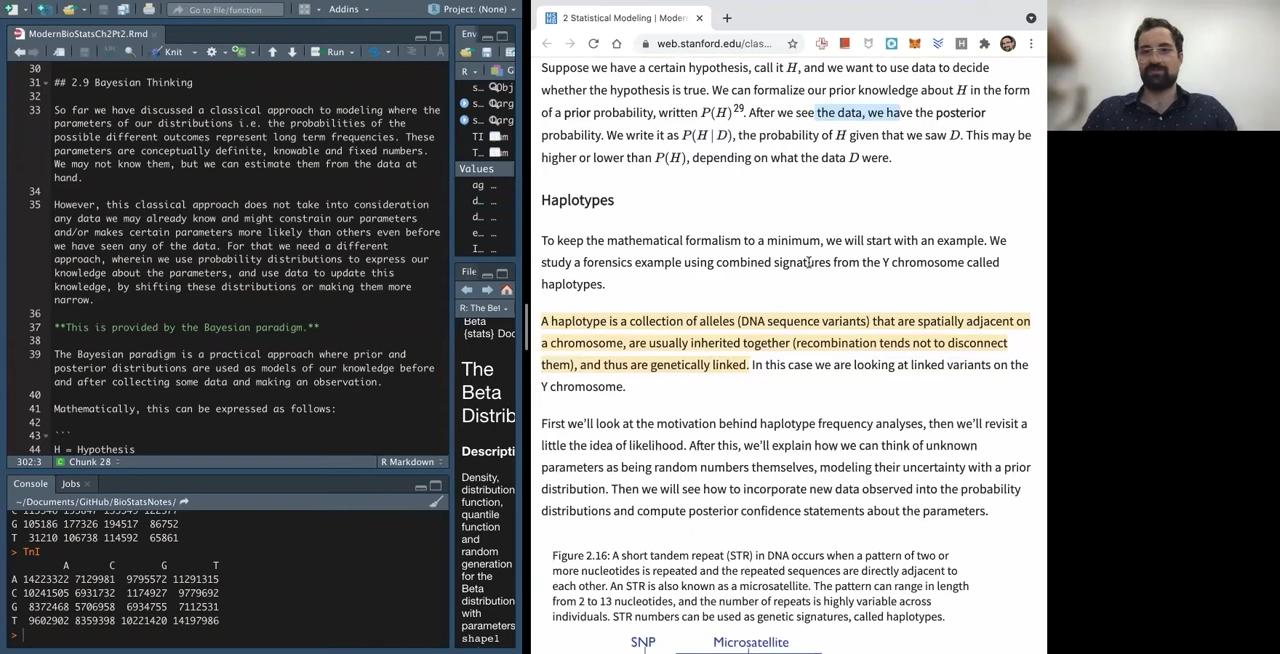 Go to file/function
Addins
Project: (None)
ModernBioStatsCh2Pt2.Rmd
Knit
Run
30
31 ## 2.9 Bayesian Thinking
32
33 So far we have discussed a classical approach to modeling where the
parameters of our distributions i.e. the probabilities of the
possible different outcomes represent long term frequencies. These
parameters are conceptually definite, knowable and fixed numbers.
We may not know them, but we can estimate them from the data at
hand.
34
35 However, this classical approach does not take into consideration
any data we may already know and might constrain our parameters
and/or makes certain parameters more likely than others even before
we have seen any of the data. For that we need a different
approach, wherein we use probability distributions to express our
knowledge about the parameters, and use data to update this
knowledge, by shifting these distributions or making them more
narrow.
36
37 **This is provided by the Bayesian paradigm.**
38
39 The Bayesian paradigm is a practical approach where prior and
posterior distributions are used as models of our knowledge before
and after collecting some data and making an observation.
40
41 Mathematically, this can be expressed as follows:
42
43 ```
44 H = Hypothesis
302:3 Chunk 28 R Markdown
Console Jobs
~/Documents/GitHub/BioStatsNotes/
G 105186 177326 194517 86752
T 31210 106738 114592 65861
> TnI
A C G T
A 14223322 7129981 9795572 11291315
C 10241505 6931732 1174927 9779692
G 8372468 5706958 6934755 7112531
T 9602902 8359398 10221420 14197986
>
Env
R
s… Obj
s… larg
s… larg
TI
T…
Values
ag …
d… …
d… …
e… …
I… …
File
R: The Bet
Beta
{stats} Doc
The
Beta
Distrib
Descripti
Density,
distribution
function,
quantile
function
and
random
generation
for the
Beta
distribution
with
parameters
shape1
2 Statistical Modeling | Modern
web.stanford.edu/clas...
Suppose we have a certain hypothesis, call it H, and we want to use data to decide
whether the hypothesis is true. We can formalize our prior knowledge about H in the form
of a prior probability, written P(H)29. After we see the data, we have the posterior
probability. We write it as P(H | D), the probability of H given that we saw D. This may be
higher or lower than P(H), depending on what the data D were.
Haplotypes
To keep the mathematical formalism to a minimum, we will start with an example. We
study a forensics example using combined signatures from the Y chromosome called
haplotypes.
A haplotype is a collection of alleles (DNA sequence variants) that are spatially adjacent on
a chromosome, are usually inherited together (recombination tends not to disconnect
them), and thus are genetically linked. In this case we are looking at linked variants on the
Y chromosome.
First we'll look at the motivation behind haplotype frequency analyses, then we'll revisit a
little the idea of likelihood. After this, we'll explain how we can think of unknown
parameters as being random numbers themselves, modeling their uncertainty with a prior
distribution. Then we will see how to incorporate new data observed into the probability
distributions and compute posterior confidence statements about the parameters.
Figure 2.16: A short tandem repeat (STR) in DNA occurs when a pattern of two or
more nucleotides is repeated and the repeated sequences are directly adjacent to
each other. An STR is also known as a microsatellite. The pattern can range in length
from 2 to 13 nucleotides, and the number of repeats is highly variable across
individuals. STR numbers can be used as genetic signatures, called haplotypes.
SNP Microsatellite